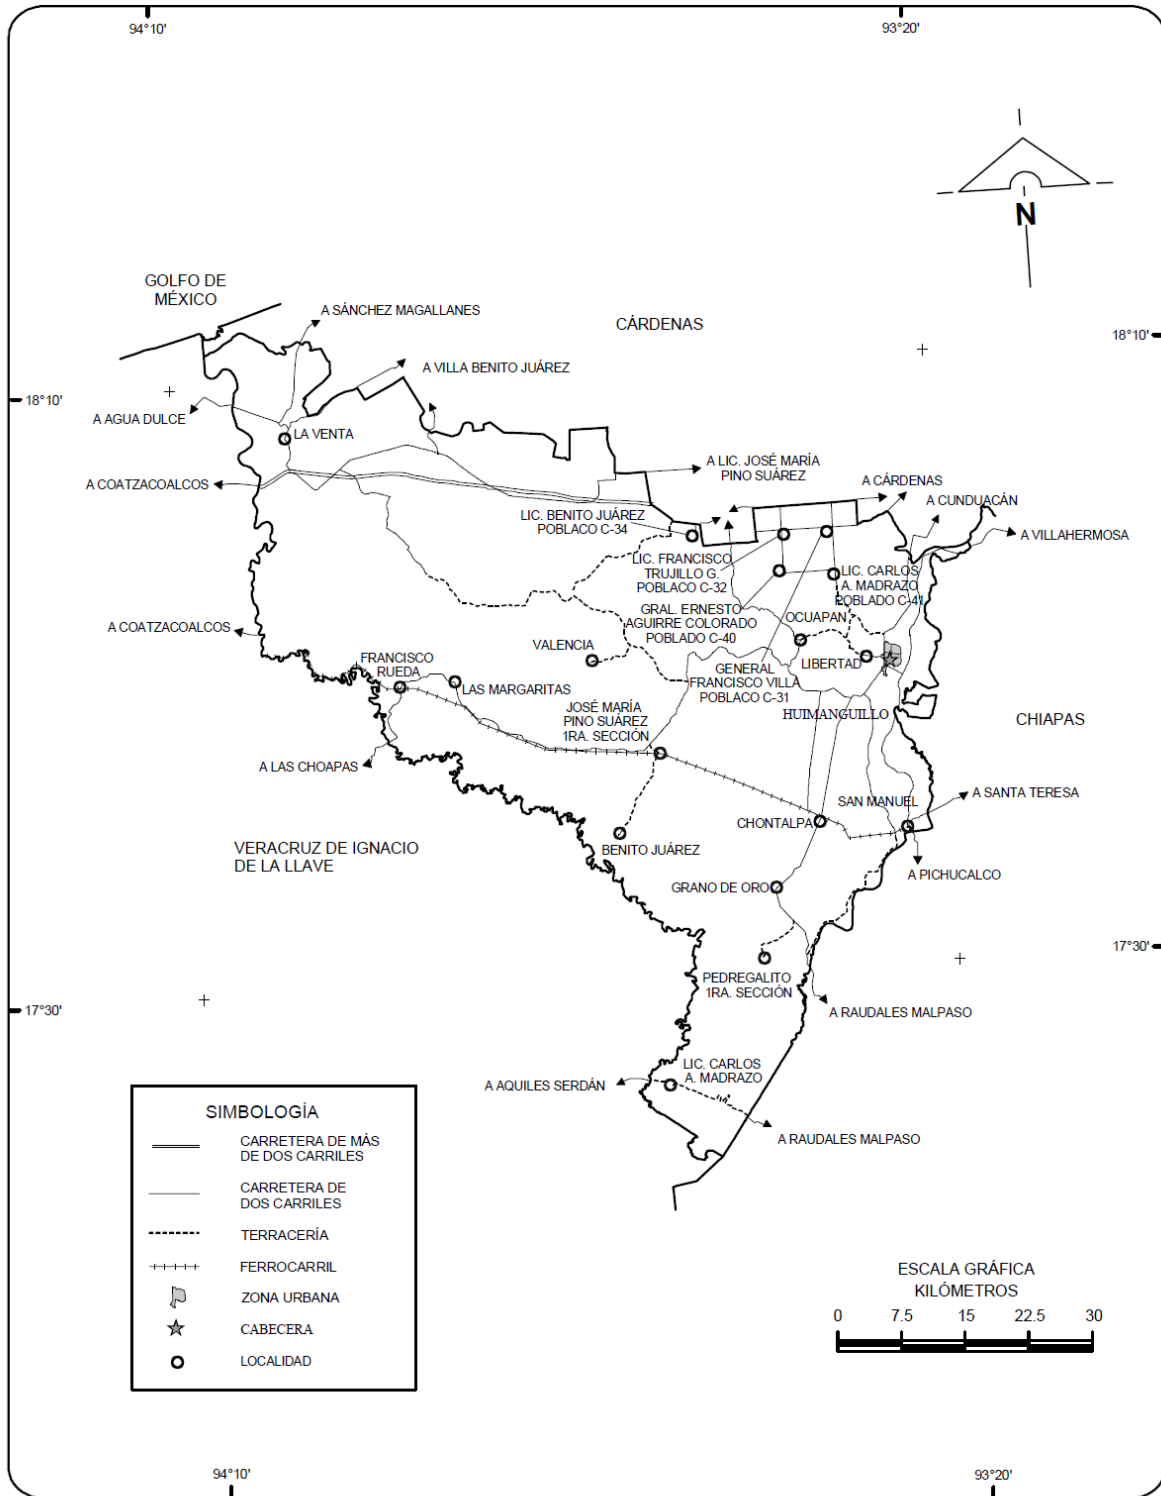 94°10'
93°20'
N
GOLFO DE
MÉXICO
A SÁNCHEZ MAGALLANES
CÁRDENAS
18°10'
A VILLA BENITO JUÁREZ
18°10'
A AGUA DULCE
LA VENTA
A COATZACOALCOS
A LIC. JOSÉ MARÍA
PINO SUÁREZ
A CÁRDENAS
A CUNDUACÁN
LIC. BENITO JUÁREZ
POBLACO C-34
A VILLAHERMOSA
LIC. FRANCISCO
TRUJILLO G.
POBLACO C-32
LIC. CARLOS
A. MADRAZO
POBLADO C-41
GRAL. ERNESTO
AGUIRRE COLORADO
POBLADO C-40
OCUAPAN
A COATZACOALCOS
VALENCIA
LIBERTAD
FRANCISCO
RUEDA
LAS MARGARITAS
GENERAL
FRANCISCO VILLA
POBLACO C-31
JOSÉ MARÍA
PINO SUÁREZ
1RA. SECCIÓN
HUIMANGUILLO
CHIAPAS
A LAS CHOAPAS
SAN MANUEL
A SANTA TERESA
CHONTALPA
VERACRUZ DE IGNACIO
DE LA LLAVE
BENITO JUÁREZ
A PICHUCALCO
GRANO DE ORO
17°30'
PEDREGALITO
1RA. SECCIÓN
17°30'
A RAUDALES MALPASO
LIC. CARLOS
A. MADRAZO
A AQUILES SERDÁN
A RAUDALES MALPASO
SIMBOLOGÍA
CARRETERA DE MÁS
DE DOS CARRILES
CARRETERA DE
DOS CARRILES
TERRACERÍA
FERROCARRIL
ZONA URBANA
CABECERA
LOCALIDAD
ESCALA GRÁFICA
KILÓMETROS
0 7.5 15 22.5 30
94°10'
93°20'